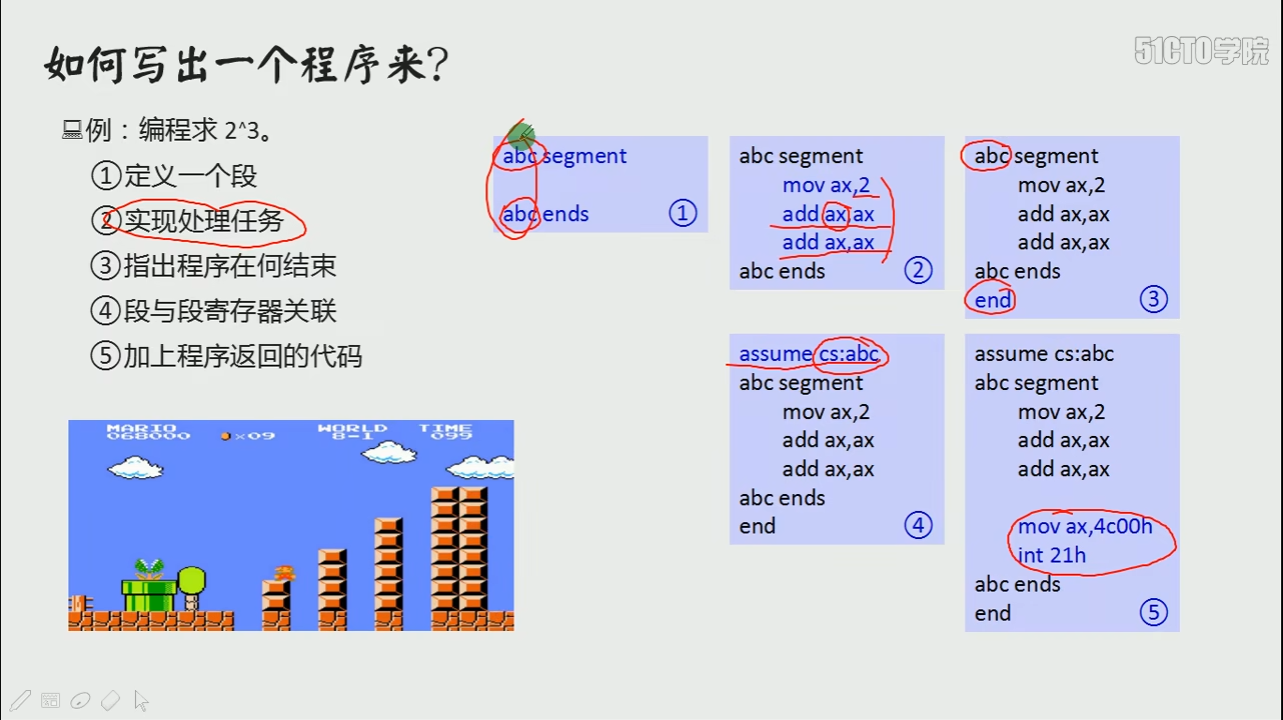 51CTO学院
如何写出一个程序来?
例：编程求 2^3。
①定义一个段
②实现处理任务
③指出程序在何结束
④段与段寄存器关联
⑤加上程序返回的代码
abc segment
abc ends ①
abc segment
mov ax,2
add ax,ax
add ax,ax
abc ends ②
abc segment
mov ax,2
add ax,ax
add ax,ax
abc ends
end ③
assume cs:abc
abc segment
mov ax,2
add ax,ax
add ax,ax
abc ends
end ④
assume cs:abc
abc segment
mov ax,2
add ax,ax
add ax,ax
mov ax,4c00h
int 21h
abc ends
end ⑤
MARIO WORLD TIME
068000 ×09 8-1 099